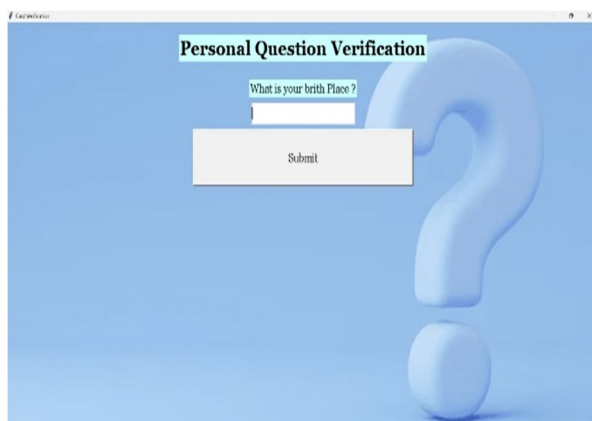 Personal Question Verification
What is your brith Place ?
Submit